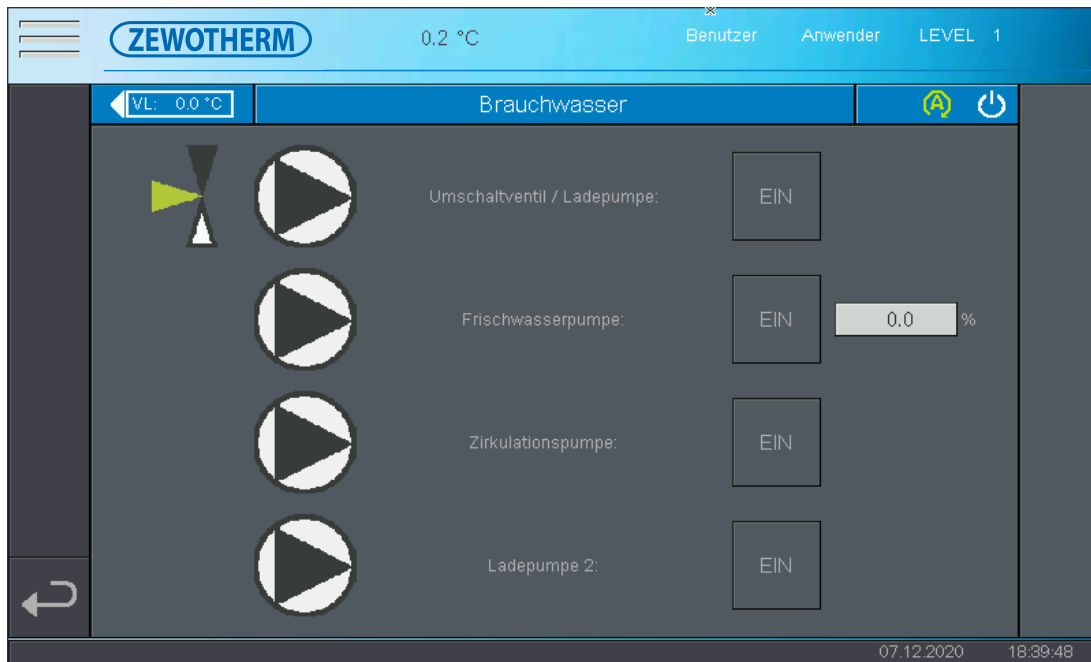 ZEWOTHERM 0.2 °C Benutzer Anwender LEVEL 1
VL: 0.0 °C Brauchwasser A
Umschaltventil / Ladepumpe: EIN
Frischwasserpumpe: EIN 0.0 %
Zirkulationspumpe: EIN
Ladepumpe 2: EIN
07.12.2020 18:39:48